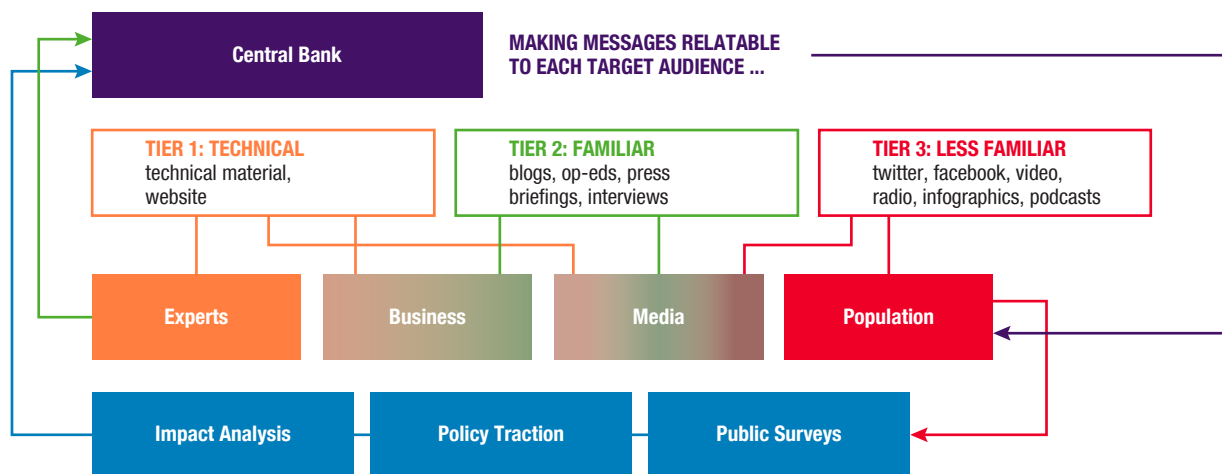 Central Bank
MAKING MESSAGES RELATABLE
TO EACH TARGET AUDIENCE ...
TIER 1: TECHNICAL
technical material,
website
TIER 2: FAMILIAR
blogs, op-eds, press
briefings, interviews
TIER 3: LESS FAMILIAR
twitter, facebook, video,
radio, infographics, podcasts
Experts
Business
Media
Population
Impact Analysis
Policy Traction
Public Surveys